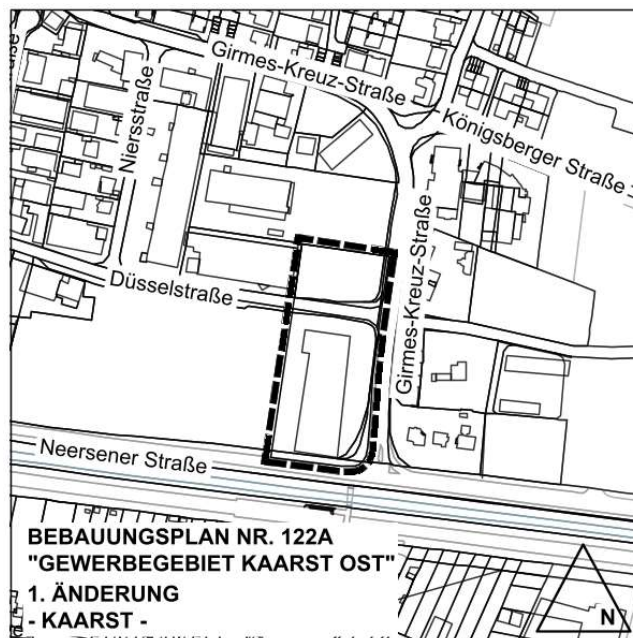 Girmes-Kreuz-Straße
Königsberger Straße
Niersstraße
Girmes-Kreuz-Straße
Düsselstraße
Neersener Straße
BEBAUUNGSPLAN NR. 122A
"GEWERBEGEBIET KAARST OST"
1. ÄNDERUNG
- KAARST -
N